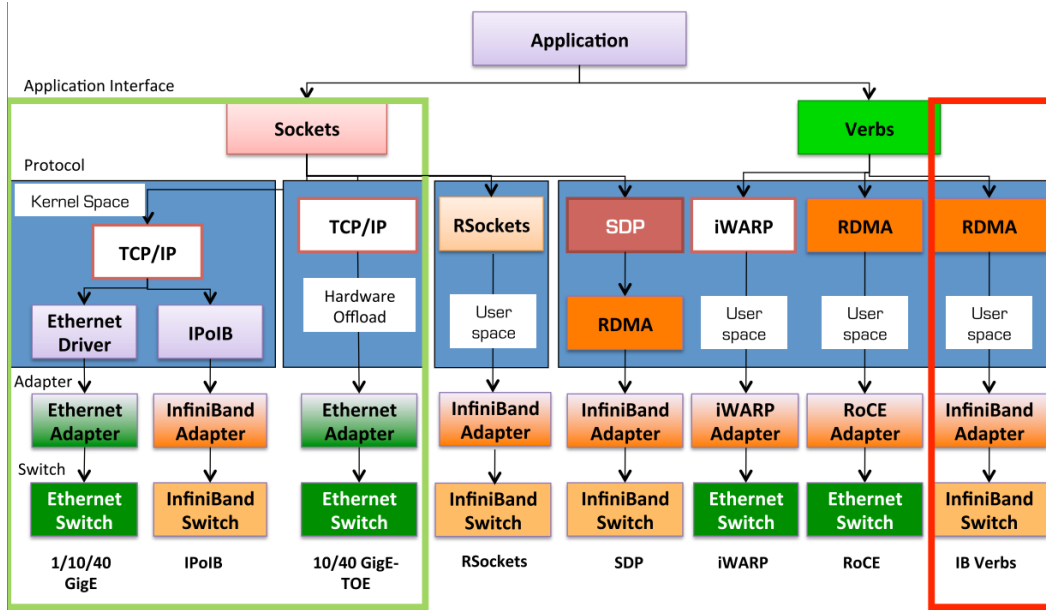 Application
Application Interface
Sockets
Verbs
Protocol
Kernel Space
TCP/IP
TCP/IP
RSockets
SDP
iWARP
RDMA
RDMA
Hardware
Offload
Ethernet
Driver
IPoIB
User
space
RDMA
User
space
User
space
User
space
Adapter
Ethernet
Adapter
InfiniBand
Adapter
Ethernet
Adapter
InfiniBand
Adapter
InfiniBand
Adapter
iWARP
Adapter
RoCE
Adapter
InfiniBand
Adapter
Switch
Ethernet
Switch
InfiniBand
Switch
Ethernet
Switch
InfiniBand
Switch
InfiniBand
Switch
Ethernet
Switch
Ethernet
Switch
InfiniBand
Switch
1/10/40
GigE
IPoIB
10/40 GigE-
TOE
RSockets
SDP
iWARP
RoCE
IB Verbs